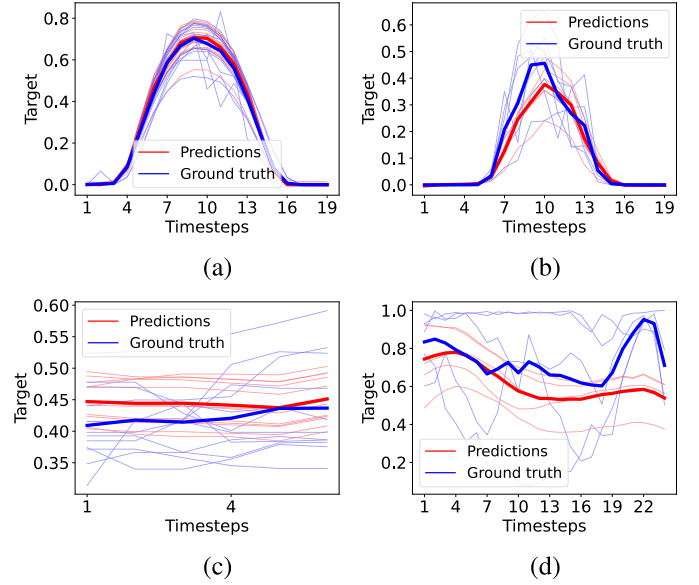 0.8
0.6
0.4
0.2
0.0
Target
Predictions
Ground truth
1 4 7 10 13 16 19
Timesteps
(a)
0.6
0.5
0.4
0.3
0.2
0.1
0.0
Target
Predictions
Ground truth
1 4 7 10 13 16 19
Timesteps
(b)
0.60
0.55
0.50
0.45
0.40
0.35
Target
Predictions
Ground truth
1 4
Timesteps
(c)
1.0
0.8
0.6
0.4
0.2
Target
Predictions
Ground truth
1 4 7 10 13 16 19 22
Timesteps
(d)